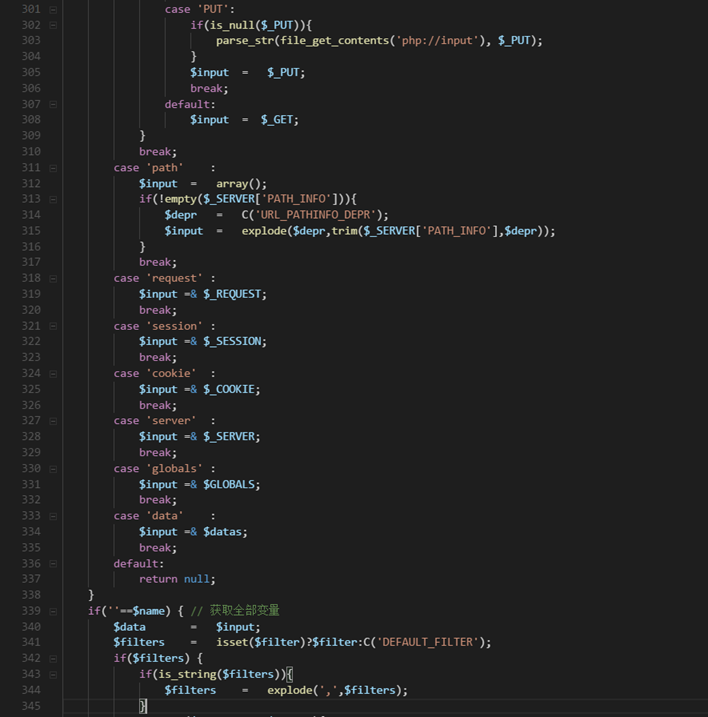 301 case 'PUT':
302 if(is_null($_PUT)){
303 parse_str(file_get_contents('php://input'), $_PUT);
304 }
305 $input = $_PUT;
306 break;
307 default:
308 $input = $_GET;
309 }
310 break;
311 case 'path' :
312 $input = array();
313 if(!empty($_SERVER['PATH_INFO'])){
314 $depr = C('URL_PATHINFO_DEPR');
315 $input = explode($depr,trim($_SERVER['PATH_INFO'],$depr));
316 }
317 break;
318 case 'request' :
319 $input =& $_REQUEST;
320 break;
321 case 'session' :
322 $input =& $_SESSION;
323 break;
324 case 'cookie' :
325 $input =& $_COOKIE;
326 break;
327 case 'server' :
328 $input =& $_SERVER;
329 break;
330 case 'globals' :
331 $input =& $GLOBALS;
332 break;
333 case 'data' :
334 $input =& $datas;
335 break;
336 default:
337 return null;
338 }
339 if(''==$name) { // 获取全部变量
340 $data = $input;
341 $filters = isset($filter)?$filter:C('DEFAULT_FILTER');
342 if($filters) {
343 if(is_string($filters)){
344 $filters = explode(',',$filters);
345 }